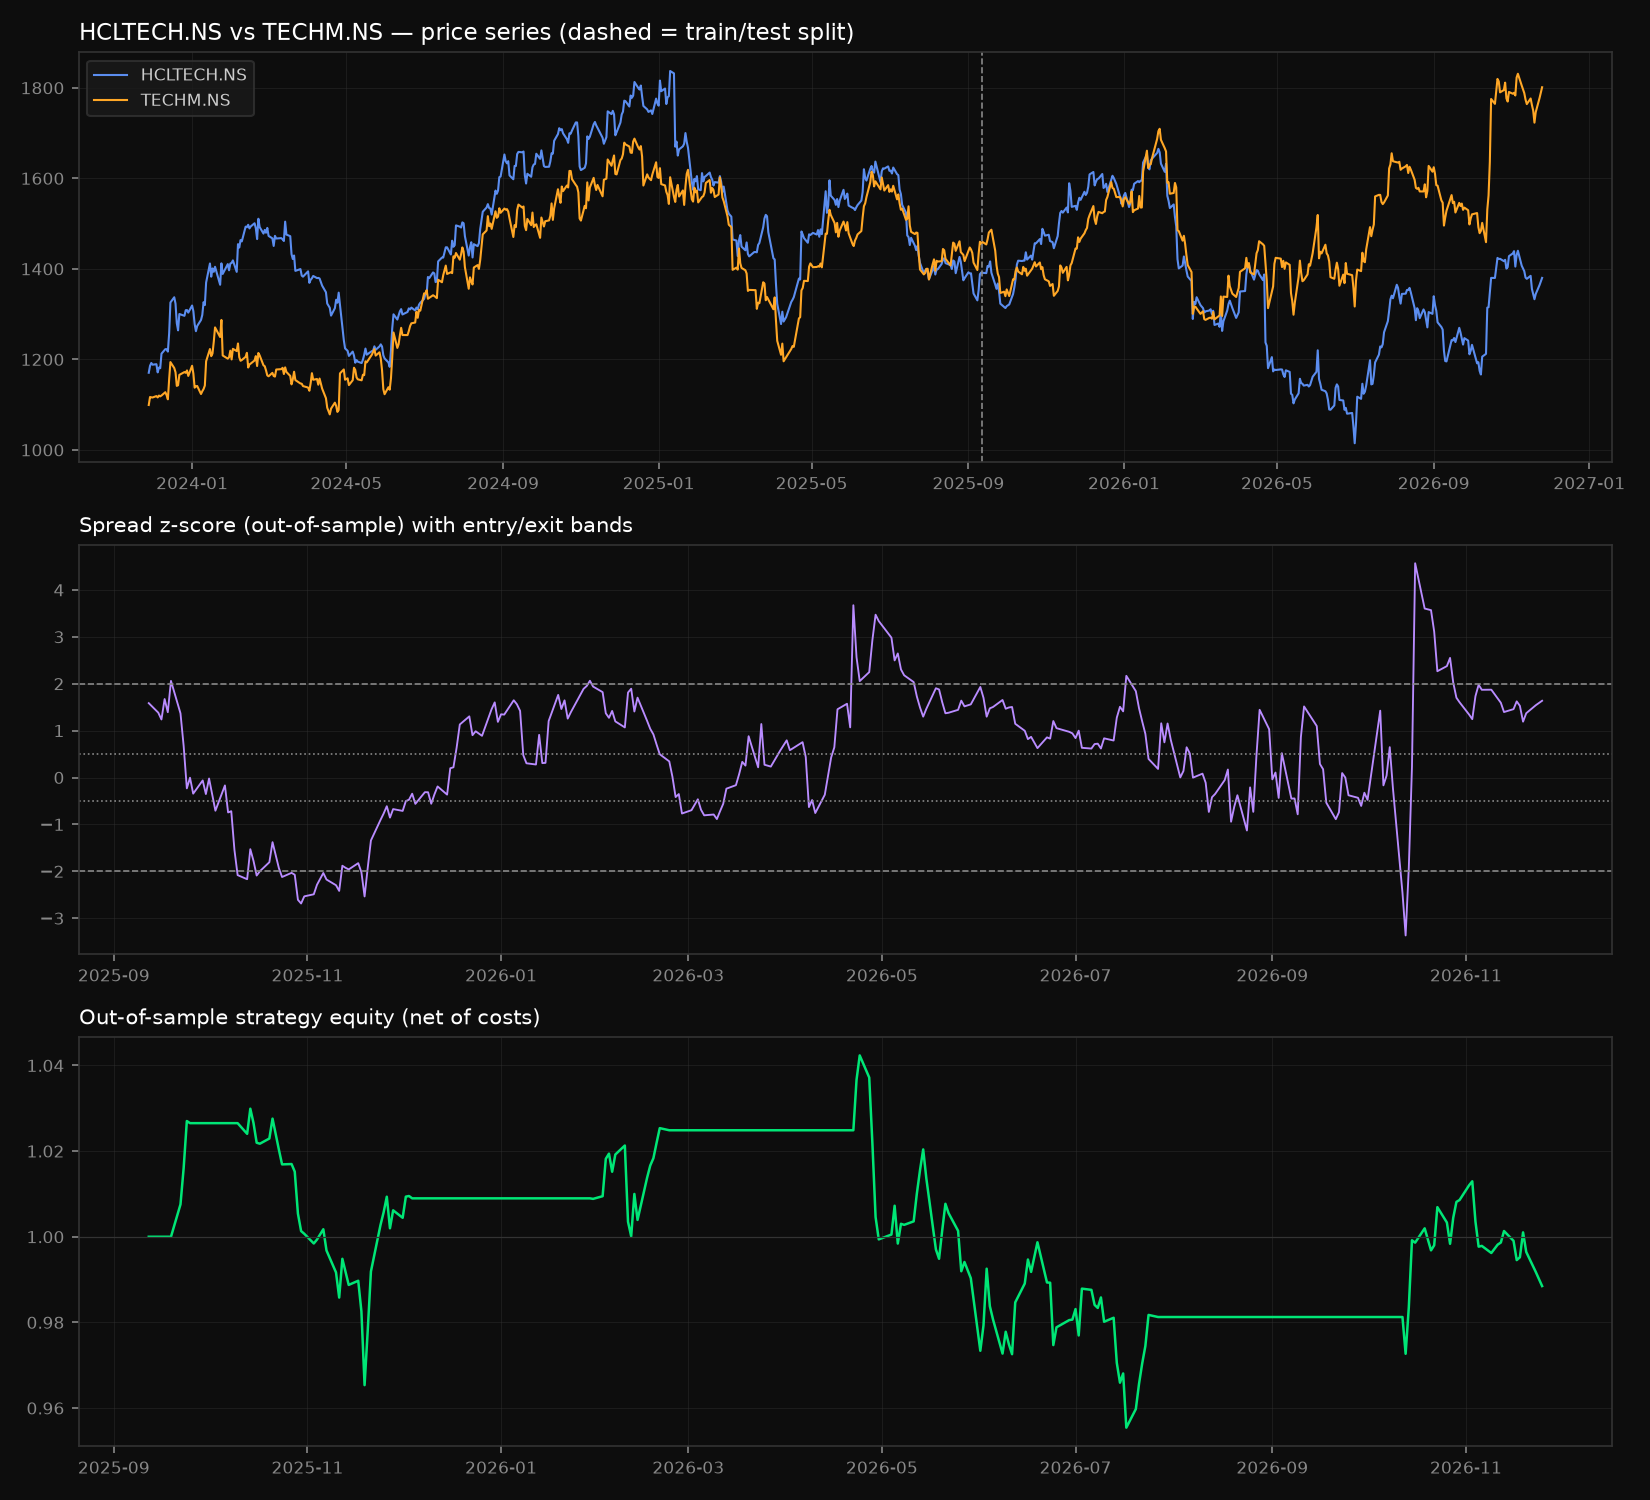 HCLTECH.NS vs TECHM.NS — price series (dashed = train/test split)
HCLTECH.NS
TECHM.NS
1800
1600
1400
1200
1000
2024-01 2024-05 2024-09 2025-01 2025-05 2025-09 2026-01 2026-05 2026-09 2027-01
Spread z-score (out-of-sample) with entry/exit bands
4
3
2
1
0
−1
−2
−3
2025-09 2025-11 2026-01 2026-03 2026-05 2026-07 2026-09 2026-11
Out-of-sample strategy equity (net of costs)
1.04
1.02
1.00
0.98
0.96
2025-09 2025-11 2026-01 2026-03 2026-05 2026-07 2026-09 2026-11